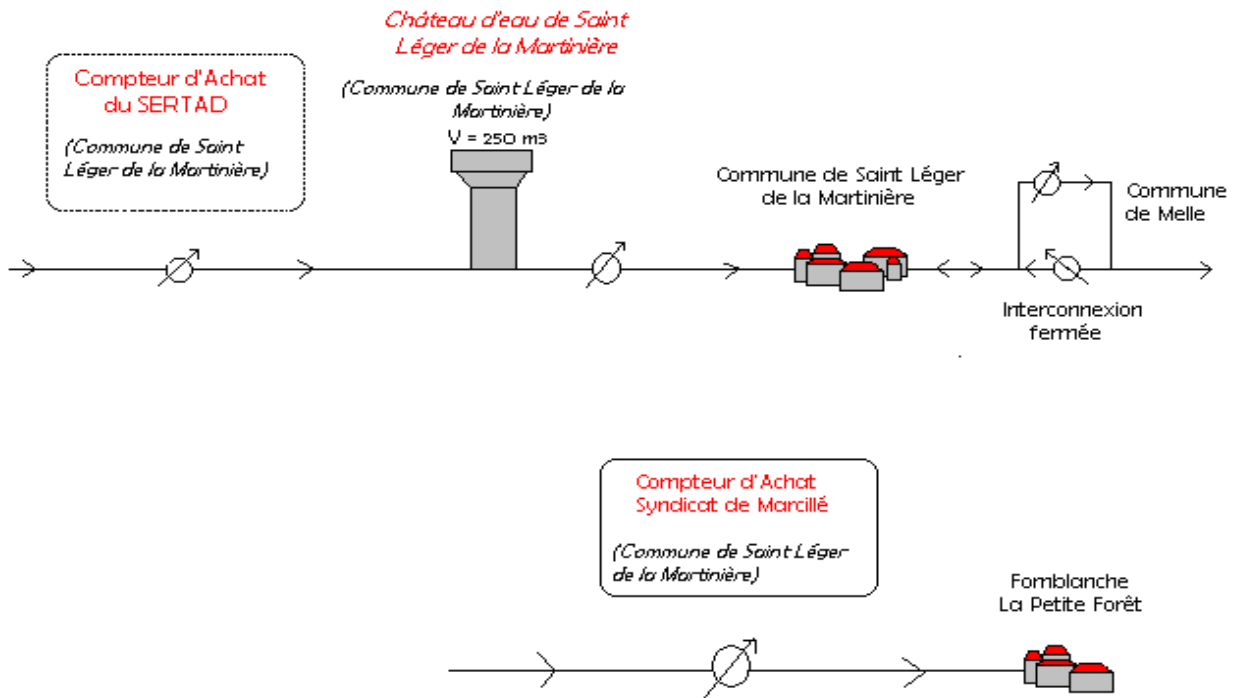 Château d'eau de Saint
Léger de la Martinière
(Commune de Saint Léger de la
Martinière)
V = 250 m3
Compteur d'Achat
du SERTAD
(Commune de Saint
Léger de la Martinière)
Commune de Saint Léger
de la Martinière
Commune
de Melle
Interconnexion
fermée
Compteur d'Achat
Syndicat de Marcillé
(Commune de Saint Léger
de la Martinière)
Fomblanche
La Petite Forêt